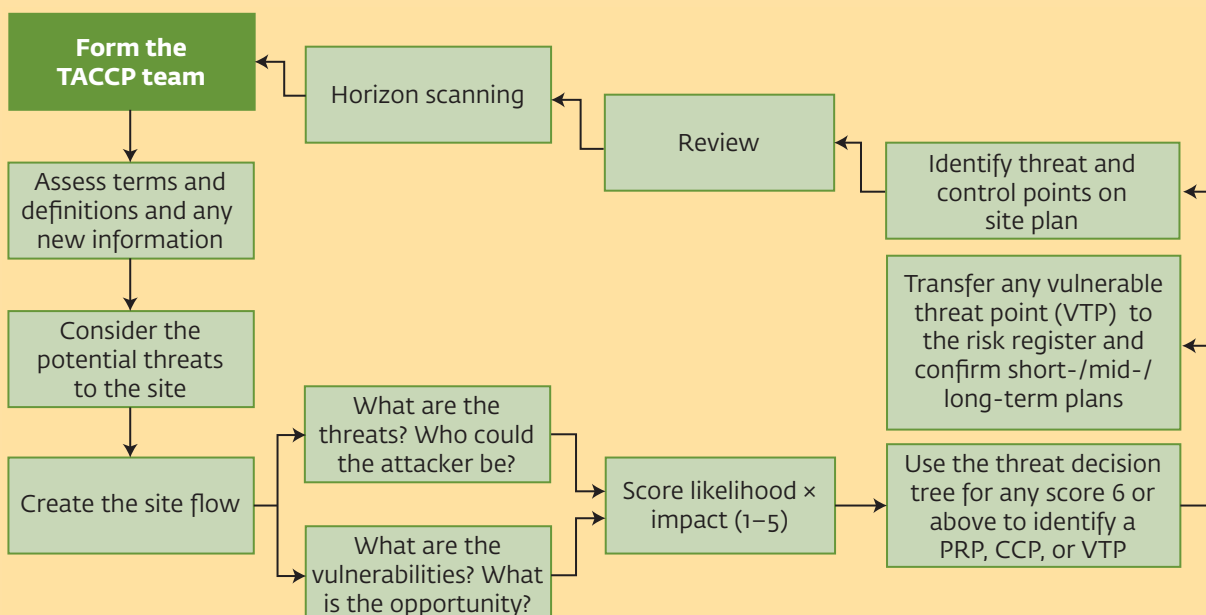 Form the
TACCP team
Horizon scanning
Review
Identify threat and
control points on
site plan
Assess terms and
definitions and any
new information
Transfer any vulnerable
threat point (VTP) to
the risk register and
confirm short-/mid-/
long-term plans
Consider the
potential threats
to the site
What are the
threats? Who could
the attacker be?
Create the site flow
Score likelihood ×
impact (1–5)
Use the threat decision
tree for any score 6 or
above to identify a
PRP, CCP, or VTP
What are the
vulnerabilities? What
is the opportunity?